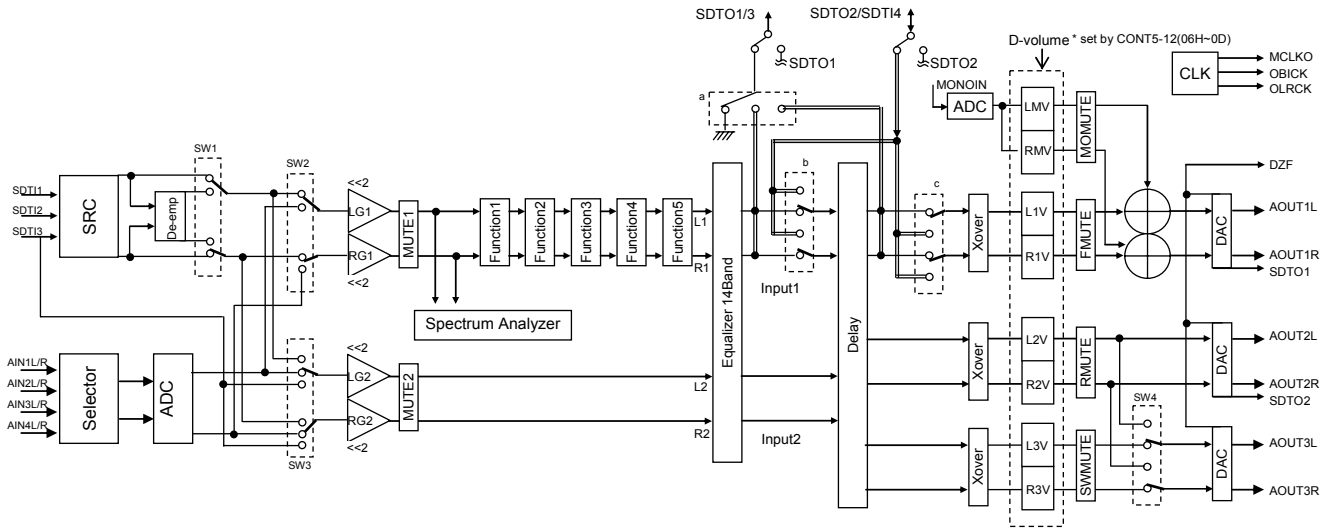 SDTO1/3
SDTO2/SDTI4
D-volume * set by CONT5-12(06H~0D)
SDTO1
SDTO2
MONOIN
ADC
LMV
RMV
MOMUTE
CLK
MCLKO
OBICK
OLRCK
a
b
c
DZF
SW1
SW2
<<2
SDTI1
SDTI2
SDTI3
SRC
De-emp
LG1
RG1
<<2
MUTE1
Function1
Function2
Function3
Function4
Function5
L1
R1
Equalizer 14Band
Input1
Delay
Xover
L1V
R1V
FMUTE
DAC
AOUT1L
AOUT1R
SDTO1
Spectrum Analyzer
AIN1L/R
AIN2L/R
AIN3L/R
AIN4L/R
Selector
ADC
SW3
<<2
LG2
RG2
<<2
MUTE2
L2
R2
Input2
Xover
L2V
R2V
RMUTE
DAC
AOUT2L
AOUT2R
SDTO2
SW4
Xover
L3V
R3V
SWMUTE
DAC
AOUT3L
AOUT3R